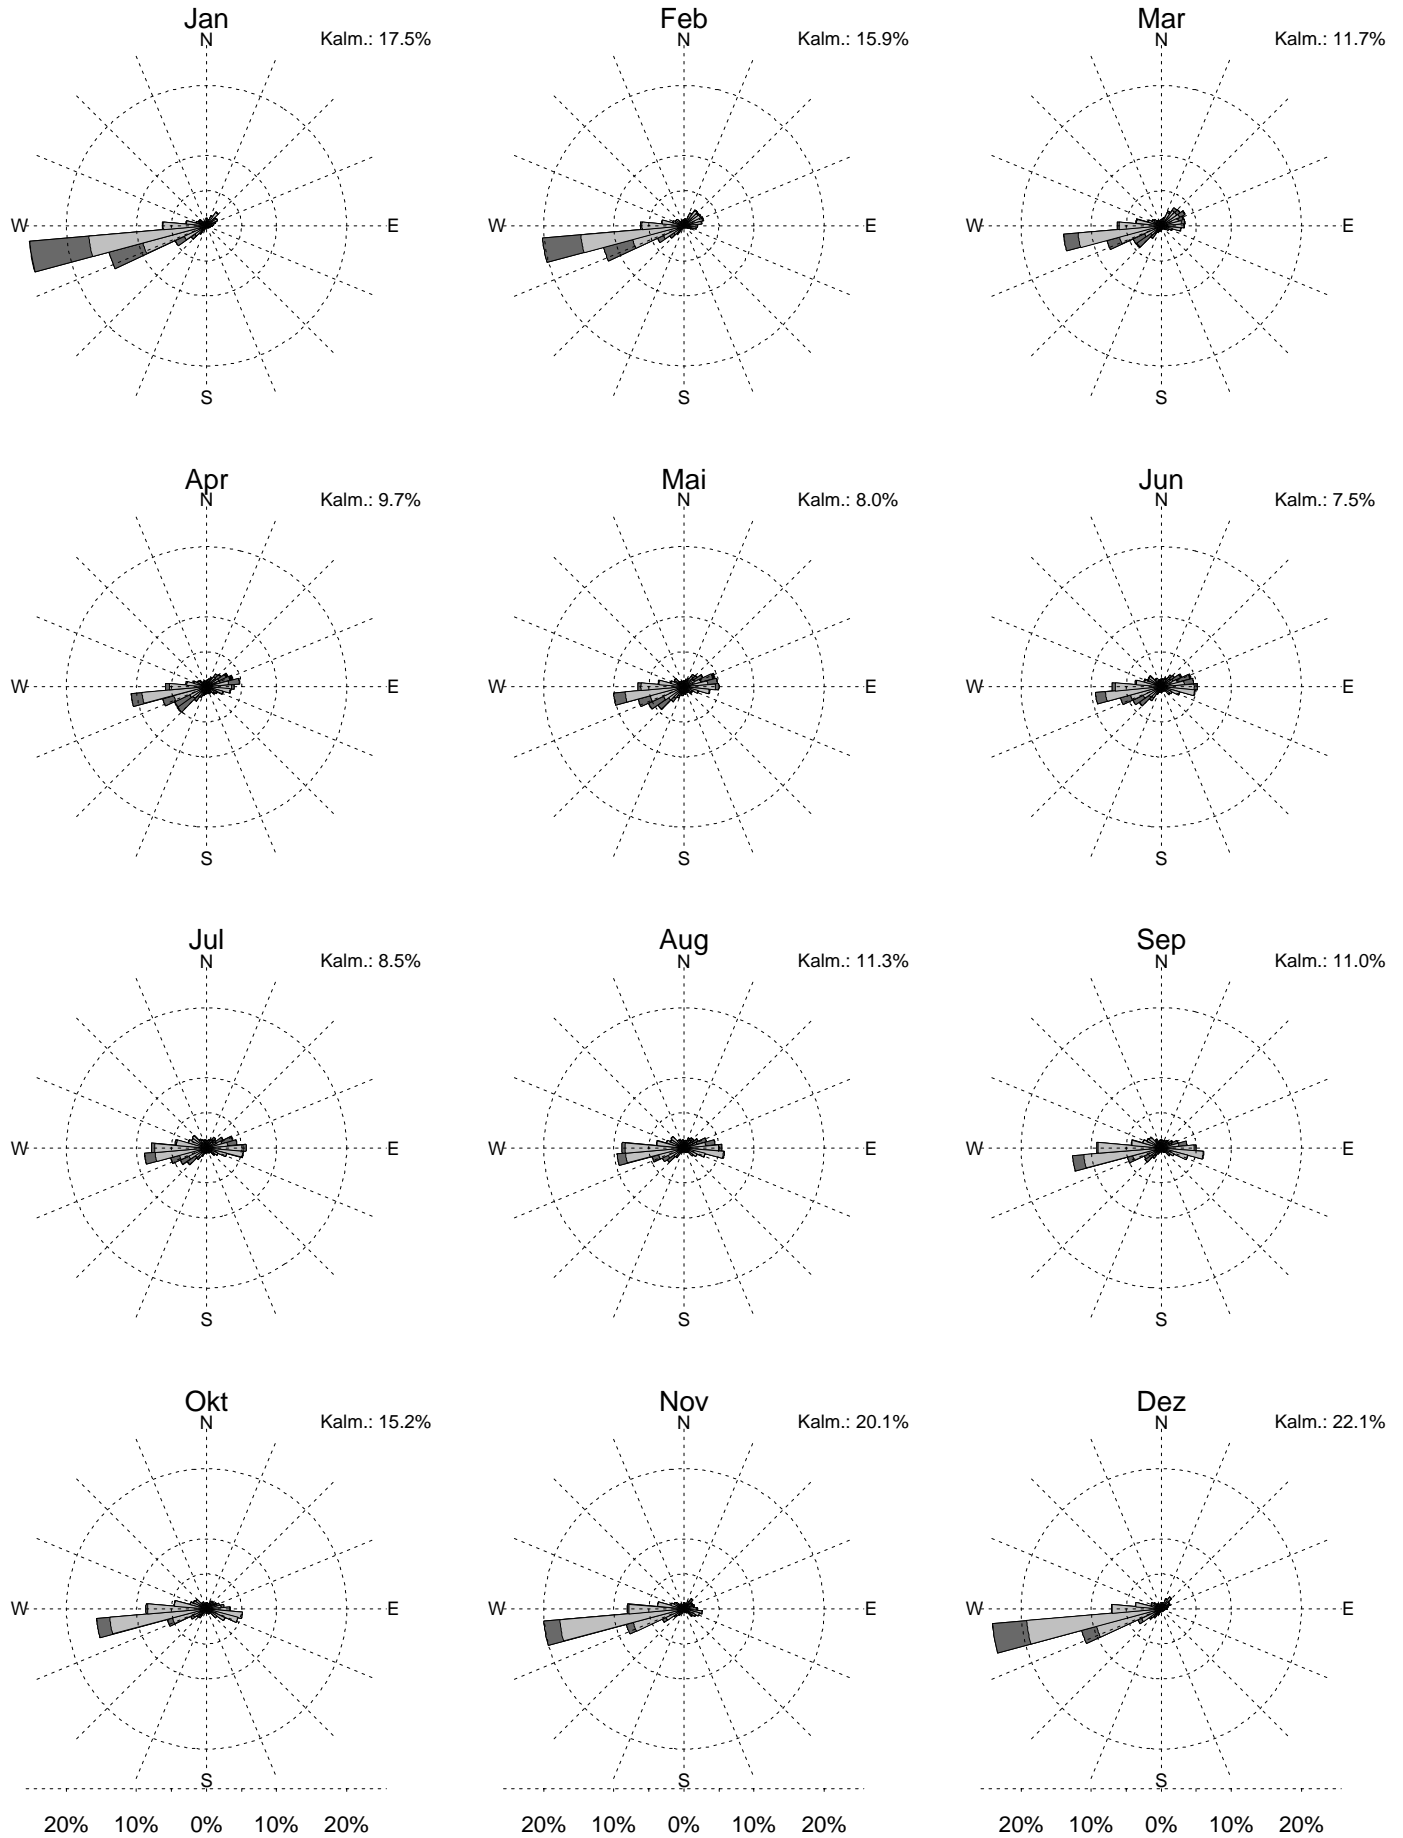 Jan
N
Kalm.: 17.5%
W
E
S
Feb
N
Kalm.: 15.9%
W
E
S
Mar
N
Kalm.: 11.7%
W
E
S
Apr
N
Kalm.: 9.7%
W
E
S
Mai
N
Kalm.: 8.0%
W
E
S
Jun
N
Kalm.: 7.5%
W
E
S
Jul
N
Kalm.: 8.5%
W
E
S
Aug
N
Kalm.: 11.3%
W
E
S
Sep
N
Kalm.: 11.0%
W
E
S
Okt
N
Kalm.: 15.2%
W
E
S
Nov
N
Kalm.: 20.1%
W
E
S
Dez
N
Kalm.: 22.1%
W
E
S
20% 10% 0% 10% 20%
20% 10% 0% 10% 20%
20% 10% 0% 10% 20%